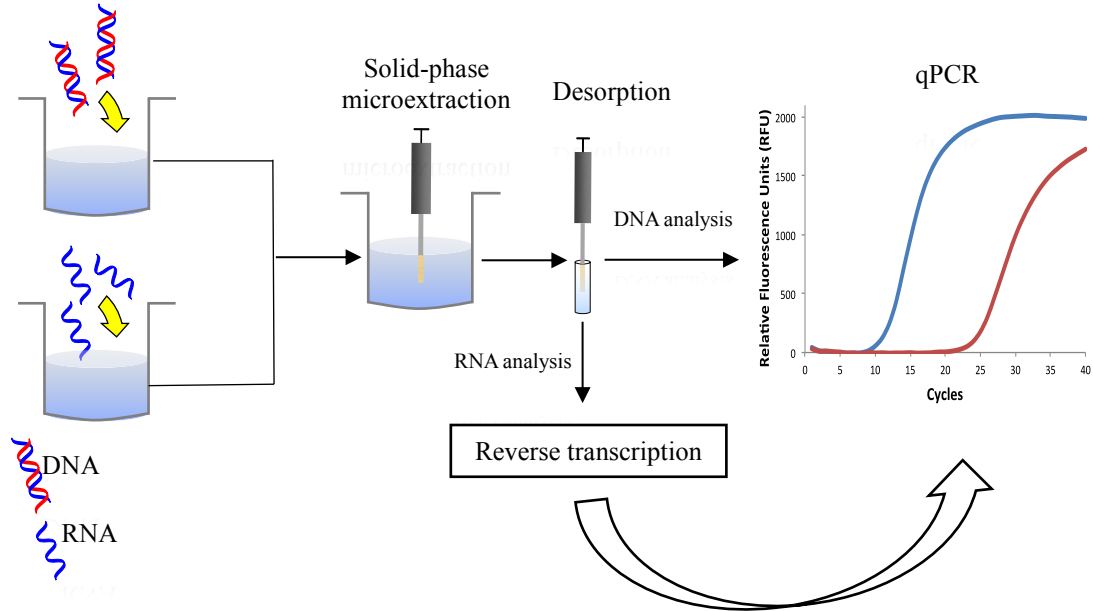 Solid-phase
microextraction
Desorption
qPCR
DNA analysis
RNA analysis
Reverse transcription
DNA
RNA
Relative Fluorescence Units (RFU)
2000
1500
1000
500
0
0 5 10 15 20 25 30 35 40
Cycles